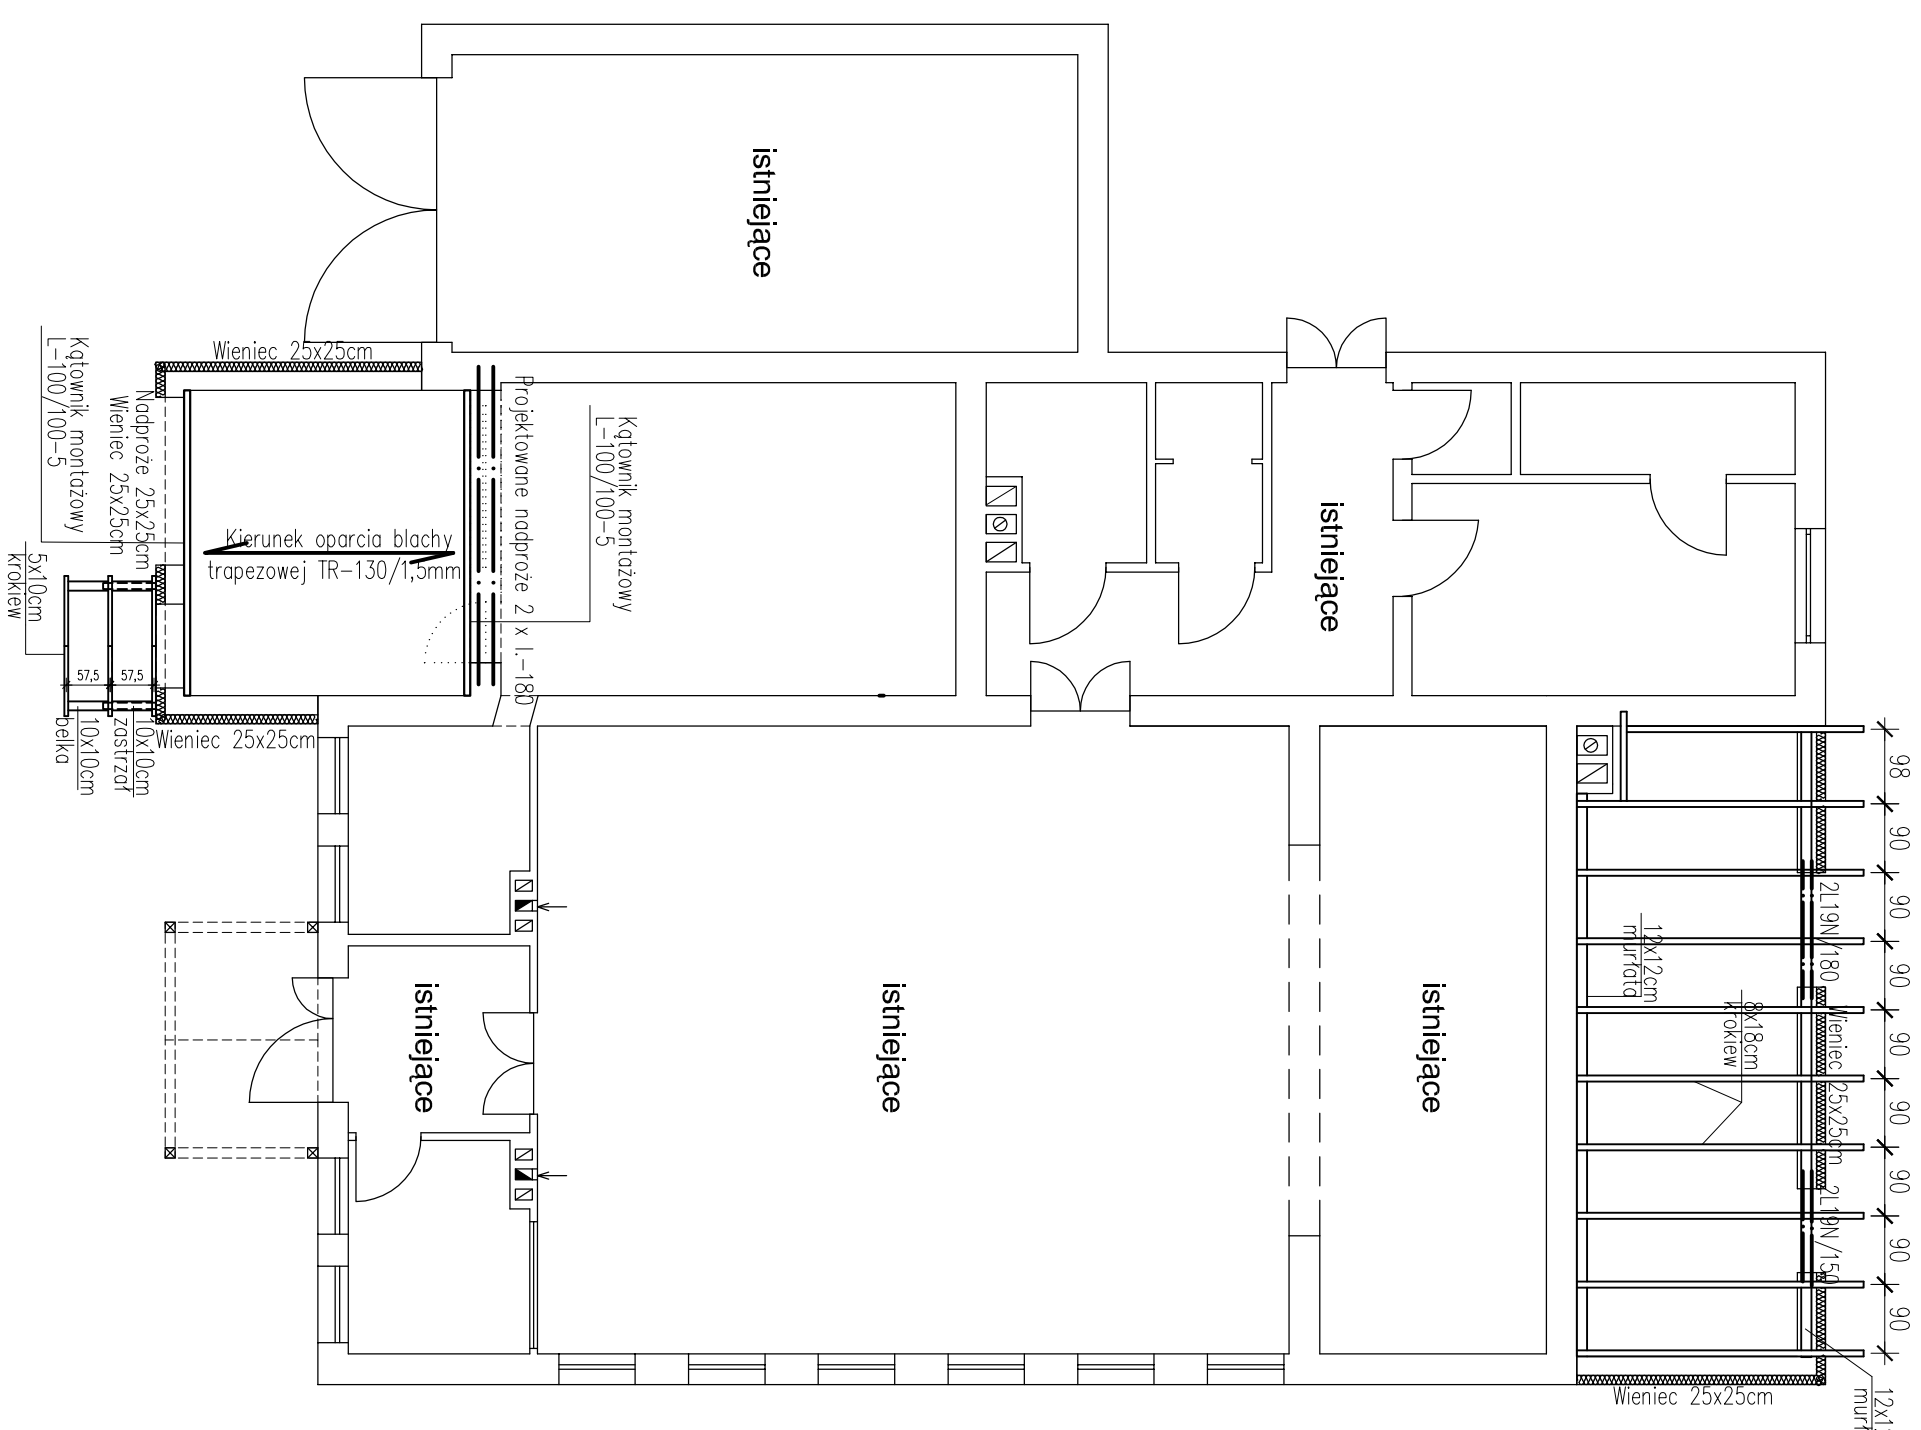 istniejące
Wieniec 25x25cm
Kątownik montażowy
L-100/100-5
Nadproże 25x25cm
Wieniec 25x25cm
Projektowane nadproże 2 x I.-180
Kątownik montażowy
L-100/100-5
Kierunek oparcia blachy
trapezowej TR-130/1,5mm
istniejące
5x10cm
krokiew
57,5
57,5
10x10cm
zastrzał
10x10cm
belka
Wieniec 25x25cm
98
90
90
90
90
90
90
90
90
2L19N/180
12x12cm
murłata
8x18cm
krokiew
Wieniec 25x25cm
2L19N/150
istniejące
istniejące
istniejące
Wieniec 25x25cm